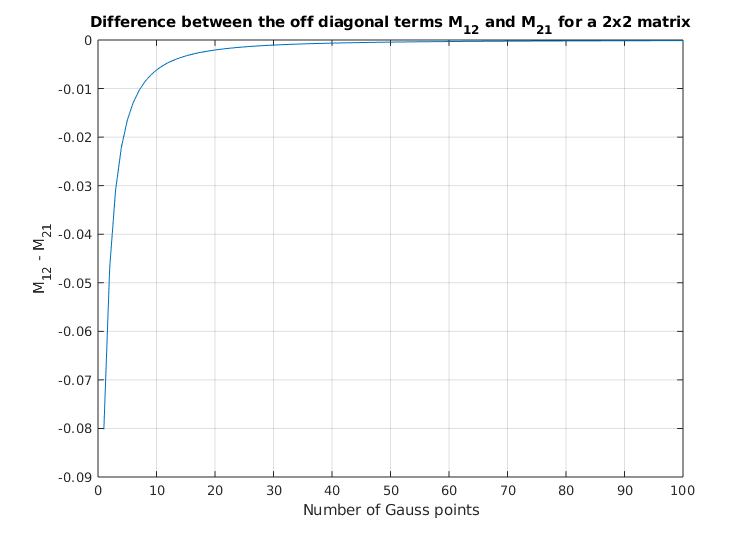 Difference between the off diagonal terms M12 and M21 for a 2x2 matrix
0
-0.01
-0.02
-0.03
-0.04
-0.05
-0.06
-0.07
-0.08
-0.09
M12 - M21
0 10 20 30 40 50 60 70 80 90 100
Number of Gauss points